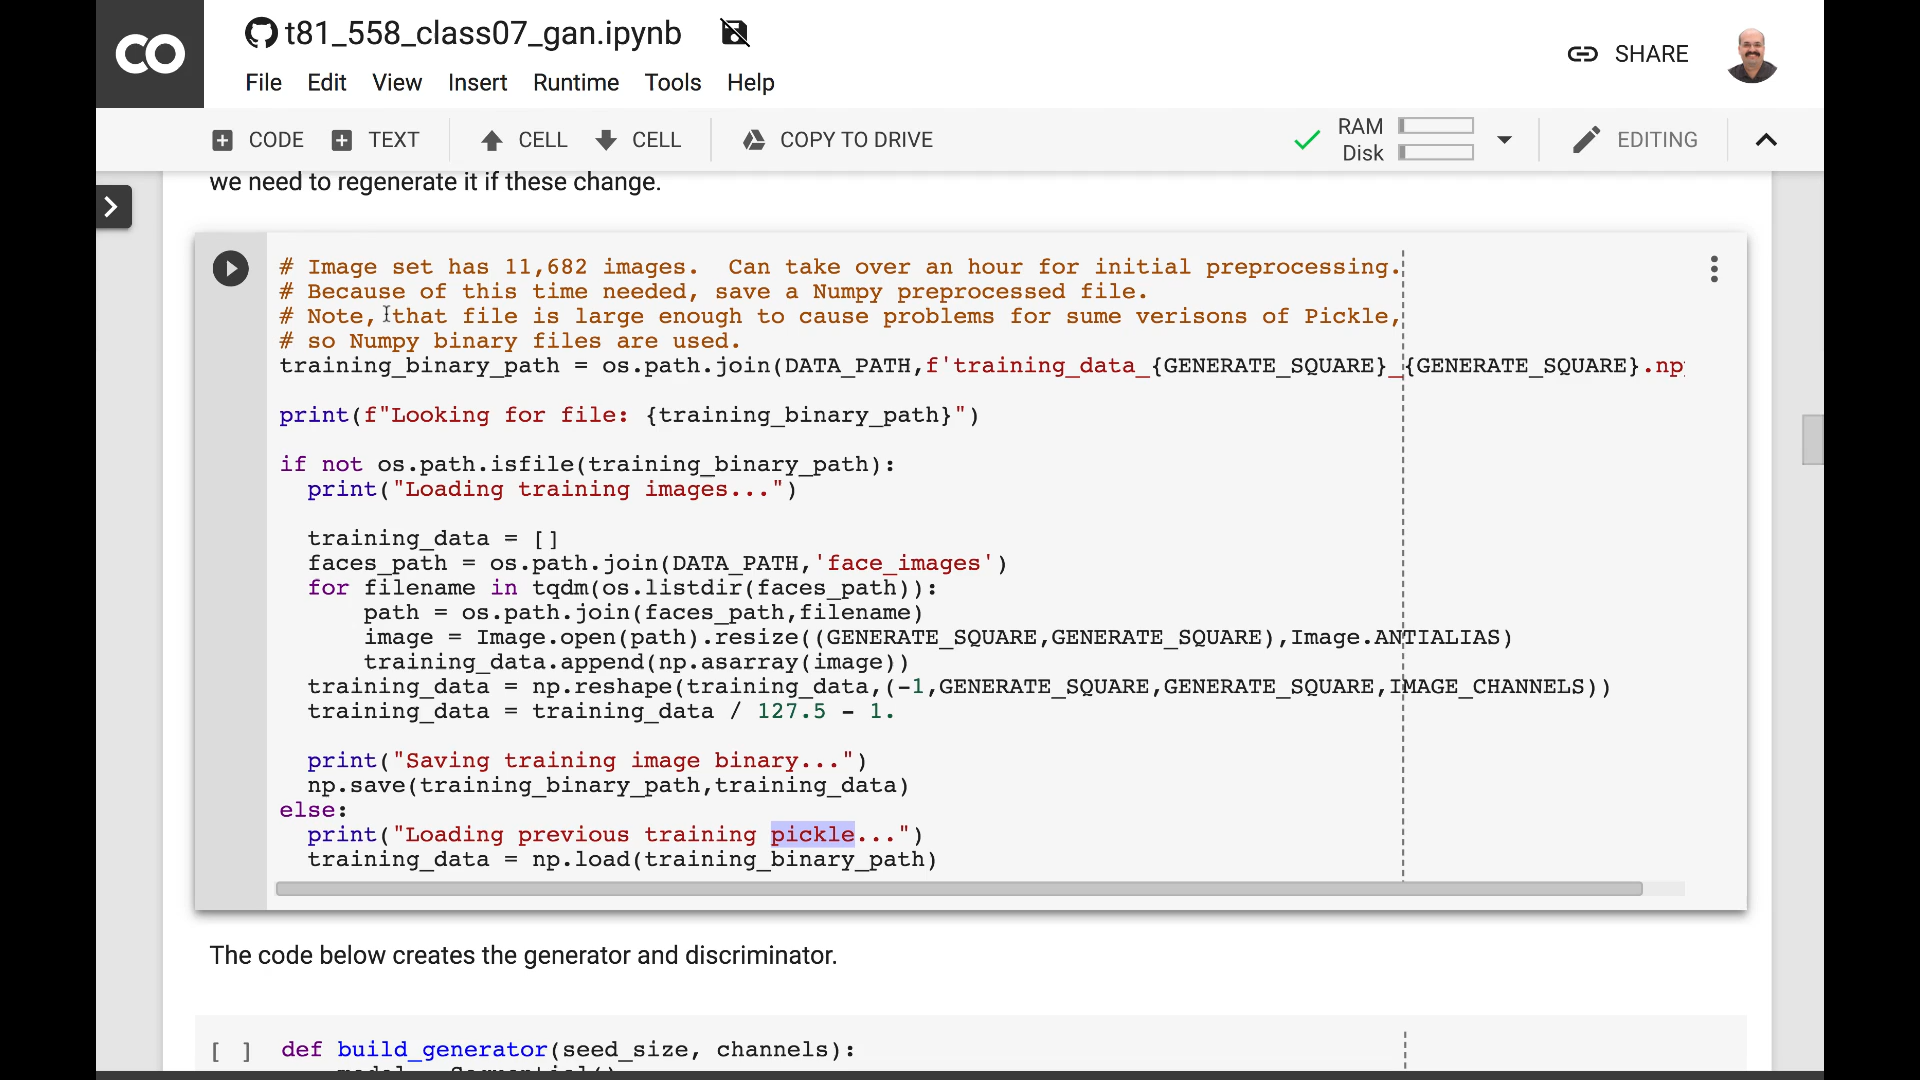 t81_558_class07_gan.ipynb
SHARE
File Edit View Insert Runtime Tools Help
CODE TEXT CELL CELL COPY TO DRIVE
RAM
Disk
EDITING
we need to regenerate it if these change.
# Image set has 11,682 images.  Can take over an hour for initial preprocessing.
# Because of this time needed, save a Numpy preprocessed file.
# Note, that file is large enough to cause problems for sume verisons of Pickle,
# so Numpy binary files are used.
training_binary_path = os.path.join(DATA_PATH,f'training_data_{GENERATE_SQUARE}_{GENERATE_SQUARE}.np
print(f"Looking for file: {training_binary_path}")
if not os.path.isfile(training_binary_path):
  print("Loading training images...")
  training_data = []
  faces_path = os.path.join(DATA_PATH,'face_images')
  for filename in tqdm(os.listdir(faces_path)):
      path = os.path.join(faces_path,filename)
      image = Image.open(path).resize((GENERATE_SQUARE,GENERATE_SQUARE),Image.ANTIALIAS)
      training_data.append(np.asarray(image))
  training_data = np.reshape(training_data,(-1,GENERATE_SQUARE,GENERATE_SQUARE,IMAGE_CHANNELS))
  training_data = training_data / 127.5 - 1.
  print("Saving training image binary...")
  np.save(training_binary_path,training_data)
else:
  print("Loading previous training pickle...")
  training_data = np.load(training_binary_path)
The code below creates the generator and discriminator.
[ ] def build_generator(seed_size, channels):